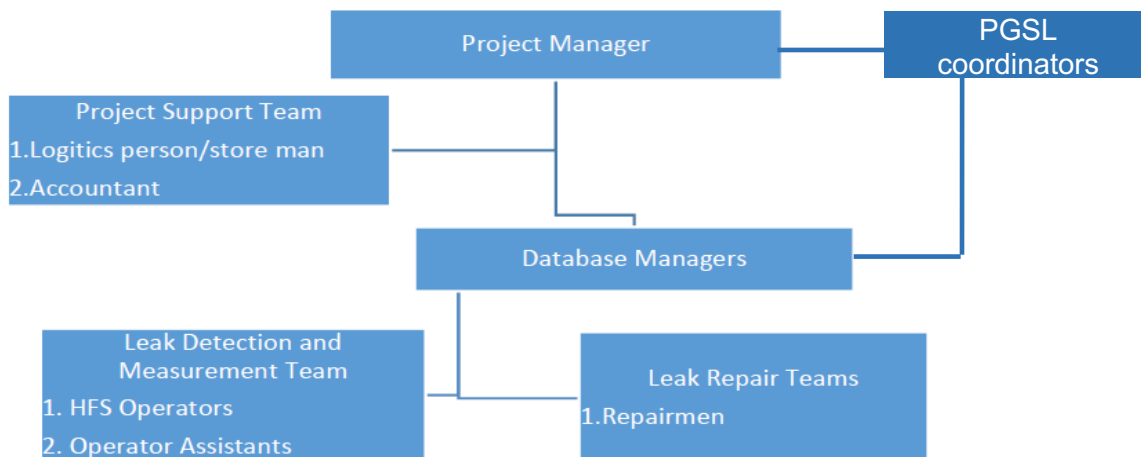 Project Manager
PGSL
coordinators
Project Support Team
1.Logitics person/store man
2.Accountant
Database Managers
Leak Detection and
Measurement Team
1. HFS Operators
2. Operator Assistants
Leak Repair Teams
1.Repairmen